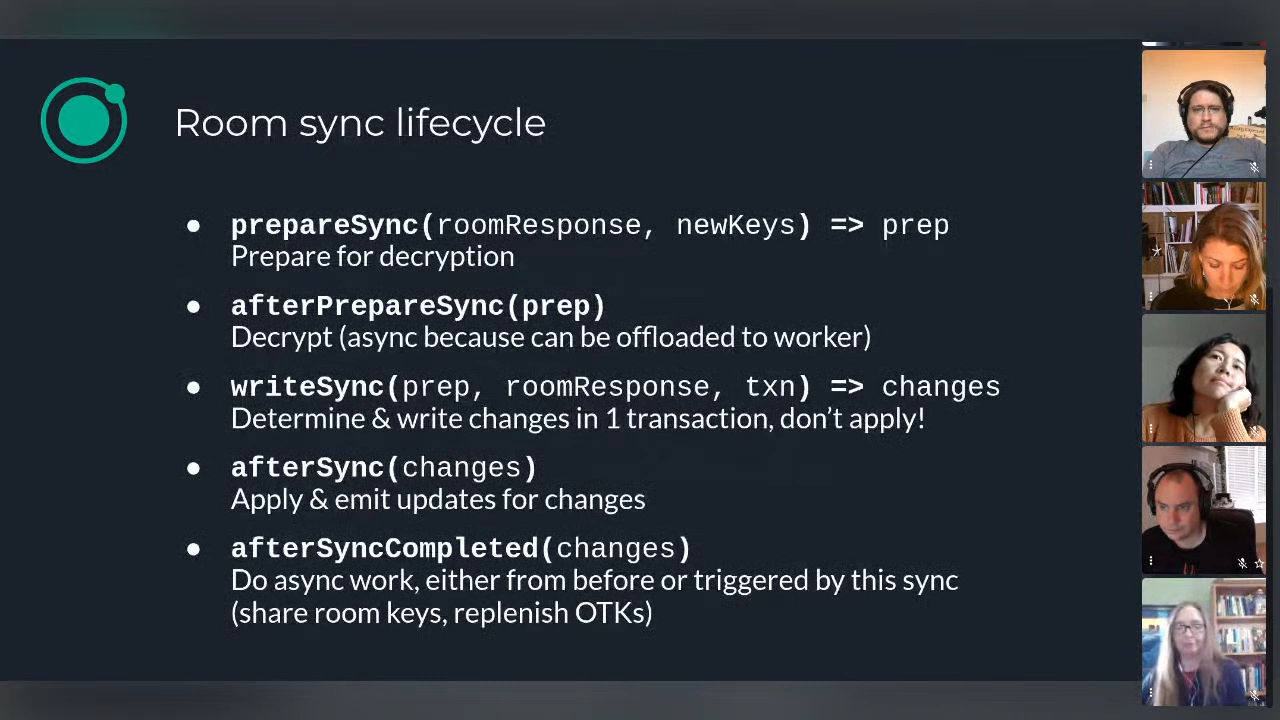 Room sync lifecycle
● prepareSync(roomResponse, newKeys) => prep
Prepare for decryption
● afterPrepareSync(prep)
Decrypt (async because can be offloaded to worker)
● writeSync(prep, roomResponse, txn) => changes
Determine & write changes in 1 transaction, don’t apply!
● afterSync(changes)
Apply & emit updates for changes
● afterSyncCompleted(changes)
Do async work, either from before or triggered by this sync
(share room keys, replenish OTKs)